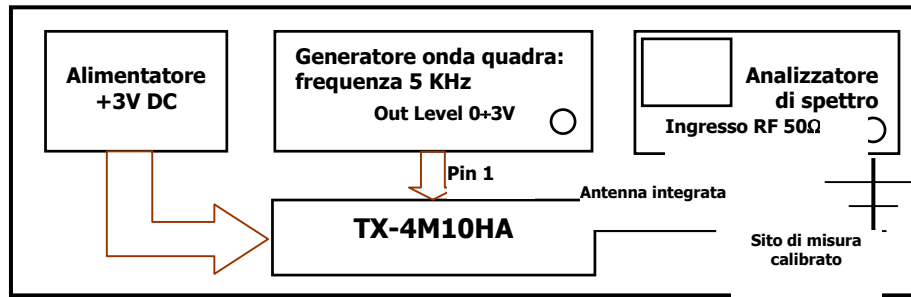 Alimentatore
+3V DC
Generatore onda quadra:
frequenza 5 KHz
Out Level 0÷3V
Analizzatore
di spettro
Ingresso RF 50Ω
Pin 1
Antenna integrata
TX-4M10HA
Sito di misura
calibrato